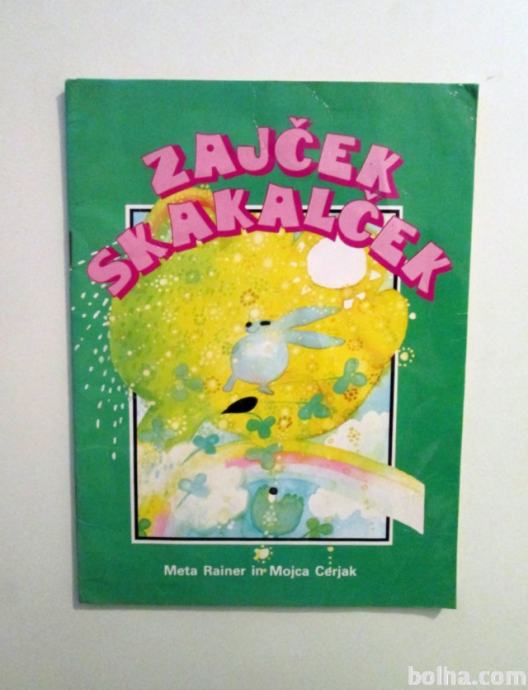 ZAJČEK
SKAKALČEK
Meta Rainer in Mojca Cerjak
bolha.com